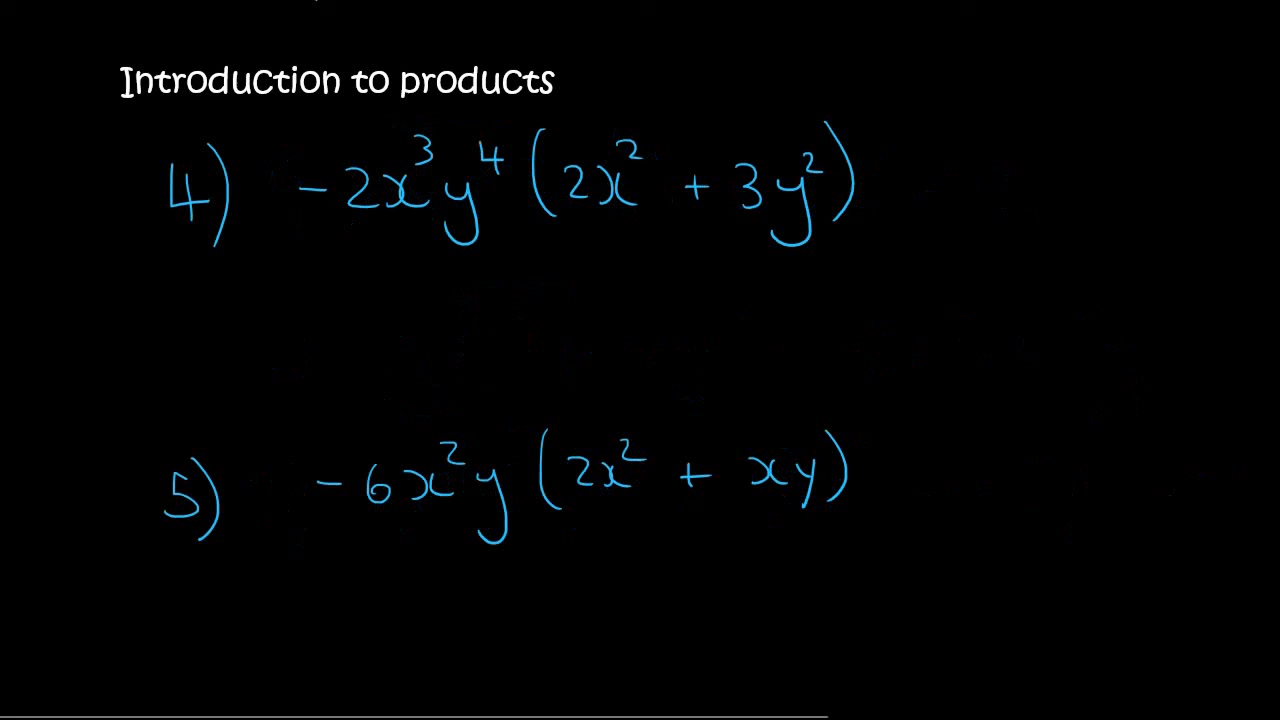 Introduction to products
4) -2x³y⁴(2x² + 3y²)
5) -6x²y(2x² + xy)